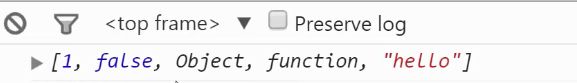 <top frame> Preserve log
[1, false, Object, function, "hello"]